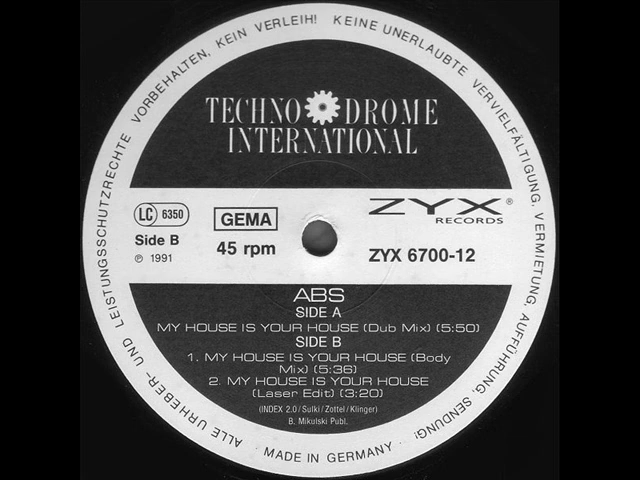 ALLE URHEBER- UND LEISTUNGSSCHUTZRECHTE VORBEHALTEN, KEIN VERLEIH! KEINE UNERLAUBTE VERVIELFÄLTIGUNG, VERMIETUNG, AUFFÜHRUNG, SENDUNG!
TECHNO DROME
INTERNATIONAL
LC 6350
GEMA
ZYX®
RECORDS
Side B
℗ 1991
45 rpm
ZYX 6700-12
ABS
SIDE A
MY HOUSE IS YOUR HOUSE (Dub Mix) (5:50)
SIDE B
1. MY HOUSE IS YOUR HOUSE (Body
Mix) (5:36)
2. MY HOUSE IS YOUR HOUSE
(Laser Edit) (3:20)
(INDEX 2.0/Sulki/Zottel/Klinger)
B. Mikulski Publ.
· MADE IN GERMANY ·